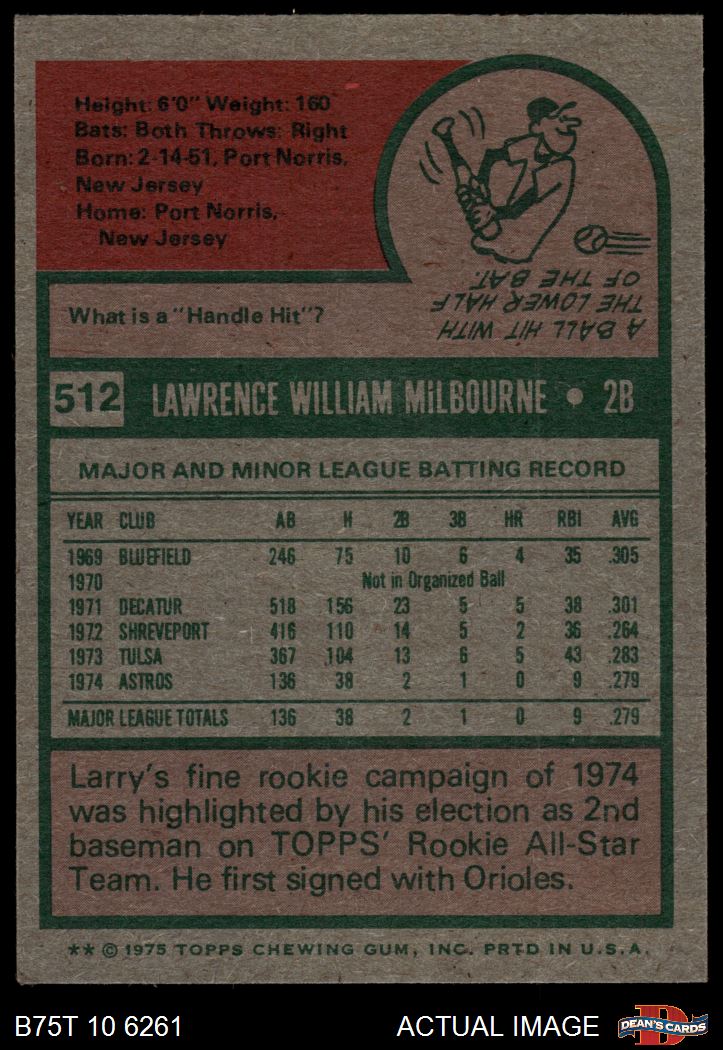 Height: 6'0" Weight: 160
Bats: Both Throws: Right
Born: 2-14-51, Port Norris,
New Jersey
Home: Port Norris,
New Jersey
What is a "Handle Hit"?
A BALL HIT WITH
THE LOWER HALF
OF THE BAT.
512 LAWRENCE WILLIAM MILBOURNE • 2B
MAJOR AND MINOR LEAGUE BATTING RECORD
YEAR CLUB AB H 2B 3B HR RBI AVG
1969 BLUEFIELD 246 75 10 6 4 35 .305
1970 Not in Organized Ball
1971 DECATUR 518 156 23 5 5 38 .301
1972 SHREVEPORT 416 110 14 5 2 36 .264
1973 TULSA 367 104 13 6 5 43 .283
1974 ASTROS 136 38 2 1 0 9 .279
MAJOR LEAGUE TOTALS 136 38 2 1 0 9 .279
Larry's fine rookie campaign of 1974
was highlighted by his election as 2nd
baseman on TOPPS' Rookie All-Star
Team. He first signed with Orioles.
** © 1975 TOPPS CHEWING GUM, INC. PRTD IN U.S.A.
B75T 10 6261 ACTUAL IMAGE
D
DEAN'S CARDS